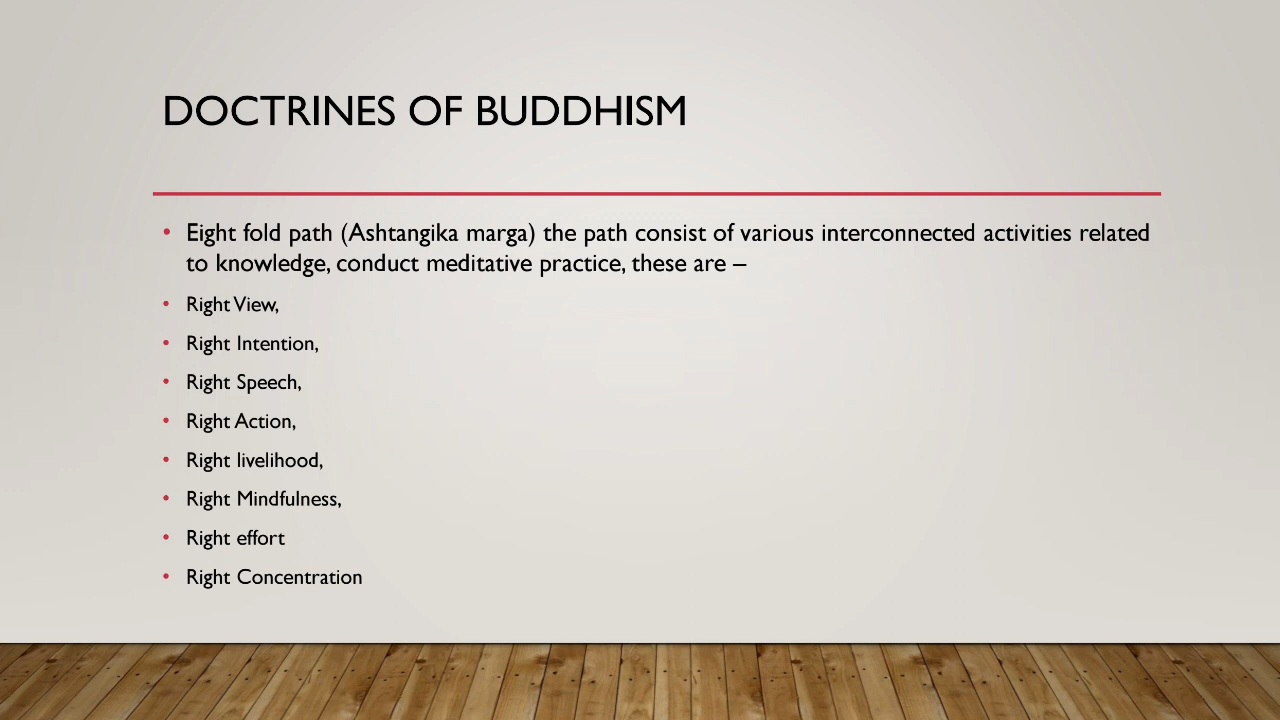 DOCTRINES OF BUDDHISM
• Eight fold path (Ashtangika marga) the path consist of various interconnected activities related
to knowledge, conduct meditative practice, these are –
• Right View,
• Right Intention,
• Right Speech,
• Right Action,
• Right livelihood,
• Right Mindfulness,
• Right effort
• Right Concentration